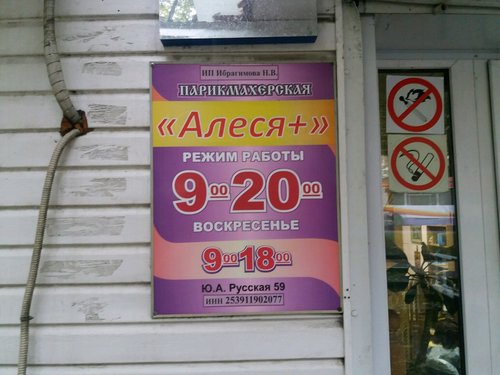 ИП Ибрагимова Н.В.
ПАРИКМАХЕРСКАЯ
«Алеся+»
РЕЖИМ РАБОТЫ
9 00 20 00
ВОСКРЕСЕНЬЕ
9 00 18 00
Ю.А. Русская 59
ИНН 253911902077